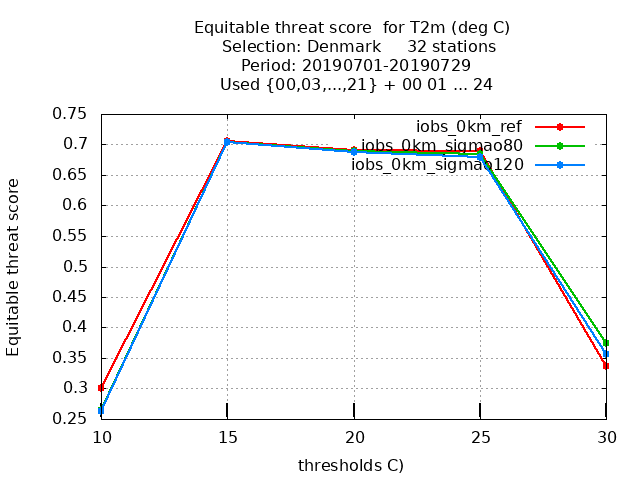 Equitable threat score  for T2m (deg C)
Selection: Denmark     32 stations
Period: 20190701-20190729
Used {00,03,...,21} + 00 01 ... 24
iobs_0km_ref
iobs_0km_sigmao80
iobs_0km_sigmao120
Equitable threat score
0.75
0.7
0.65
0.6
0.55
0.5
0.45
0.4
0.35
0.3
0.25
10 15 20 25 30
thresholds C)